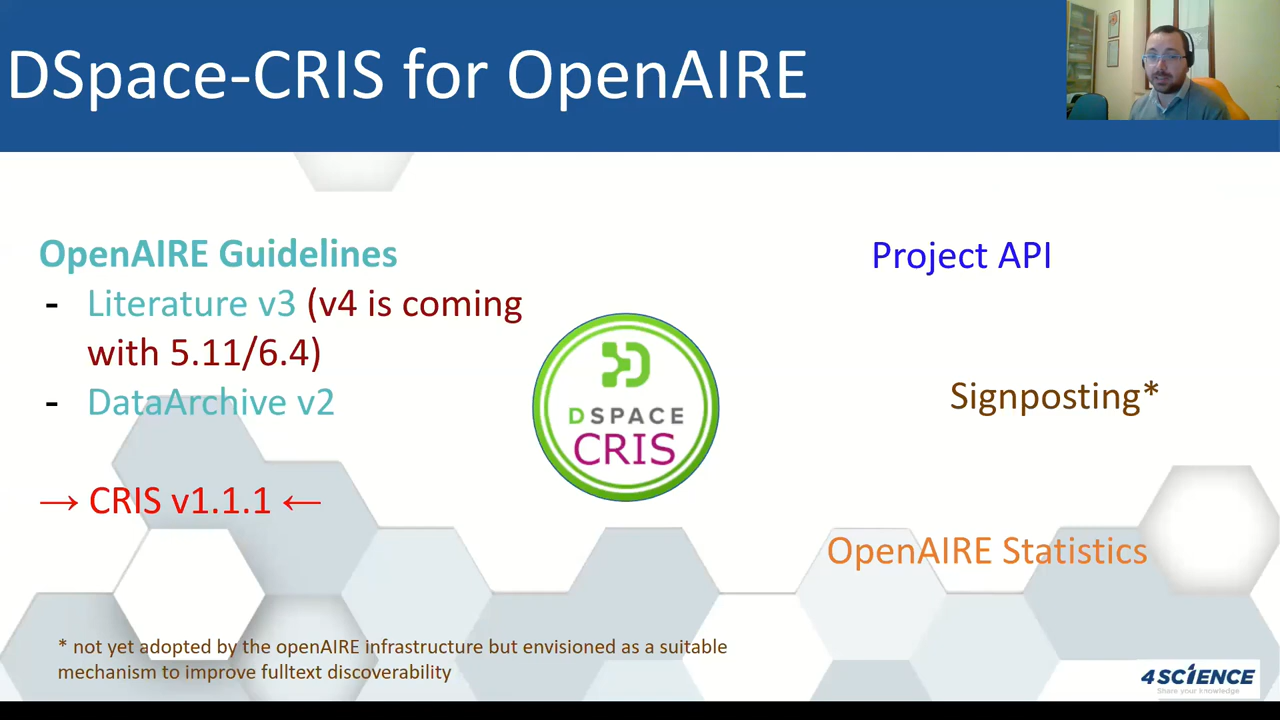 DSpace-CRIS for OpenAIRE
OpenAIRE Guidelines
- Literature v3 (v4 is coming
with 5.11/6.4)
- DataArchive v2
→ CRIS v1.1.1 ←
DSPACE
CRIS
Project API
Signposting*
OpenAIRE Statistics
* not yet adopted by the openAIRE infrastructure but envisioned as a suitable
mechanism to improve fulltext discoverability
4SCIENCE
Share your knowledge